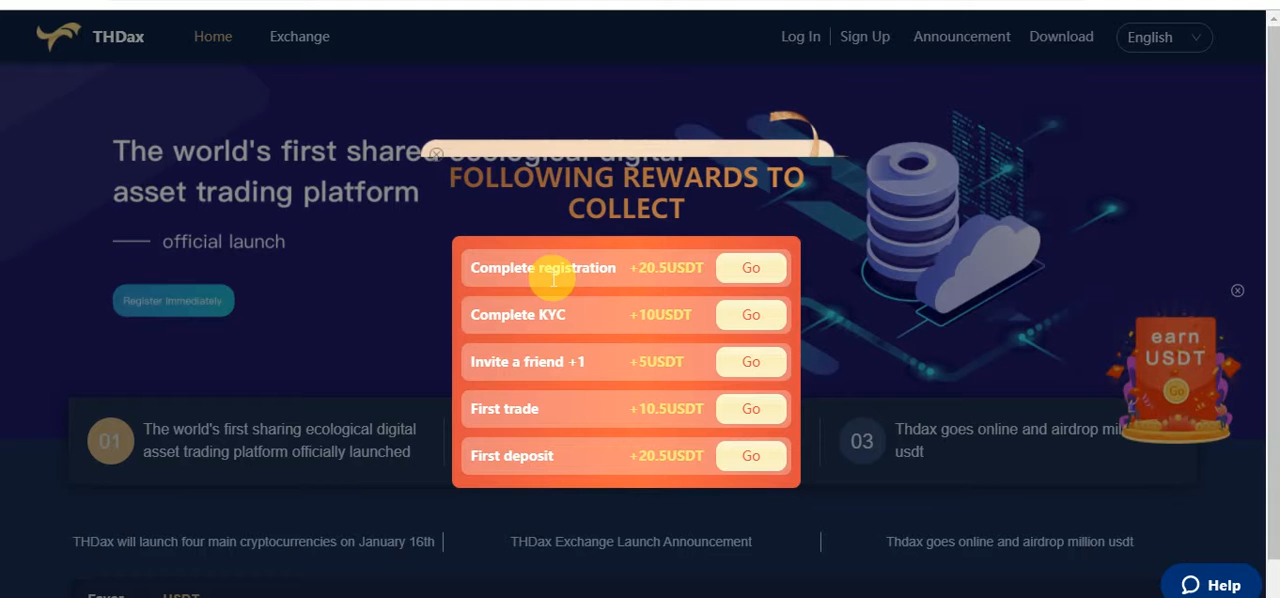 THDax
Home
Exchange
Log In
Sign Up
Announcement
Download
English
The world's first share
asset trading platform
official launch
Register Immediately
FOLLOWING REWARDS TO
COLLECT
Complete registration +20.5USDT Go
Complete KYC +10USDT Go
Invite a friend +1 +5USDT Go
First trade +10.5USDT Go
First deposit +20.5USDT Go
earn
USDT
Go
01
The world's first sharing ecological digital
asset trading platform officially launched
03
Thdax goes online and airdrop
usdt
THDax will launch four main cryptocurrencies on January 16th
THDax Exchange Launch Announcement
Thdax goes online and airdrop million usdt
Help